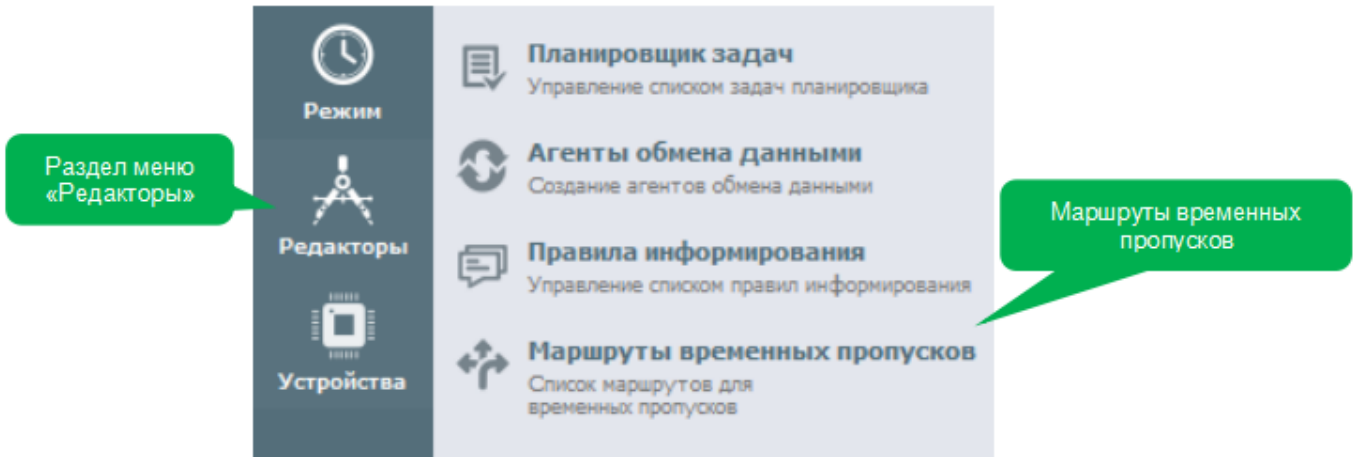 Режим
Раздел меню
«Редакторы»
Редакторы
Устройства
Планировщик задач
Управление списком задач планировщика
Агенты обмена данными
Создание агентов обмена данными
Правила информирования
Управление списком правил информирования
Маршруты временных пропусков
Список маршрутов для
временных пропусков
Маршруты временных
пропусков